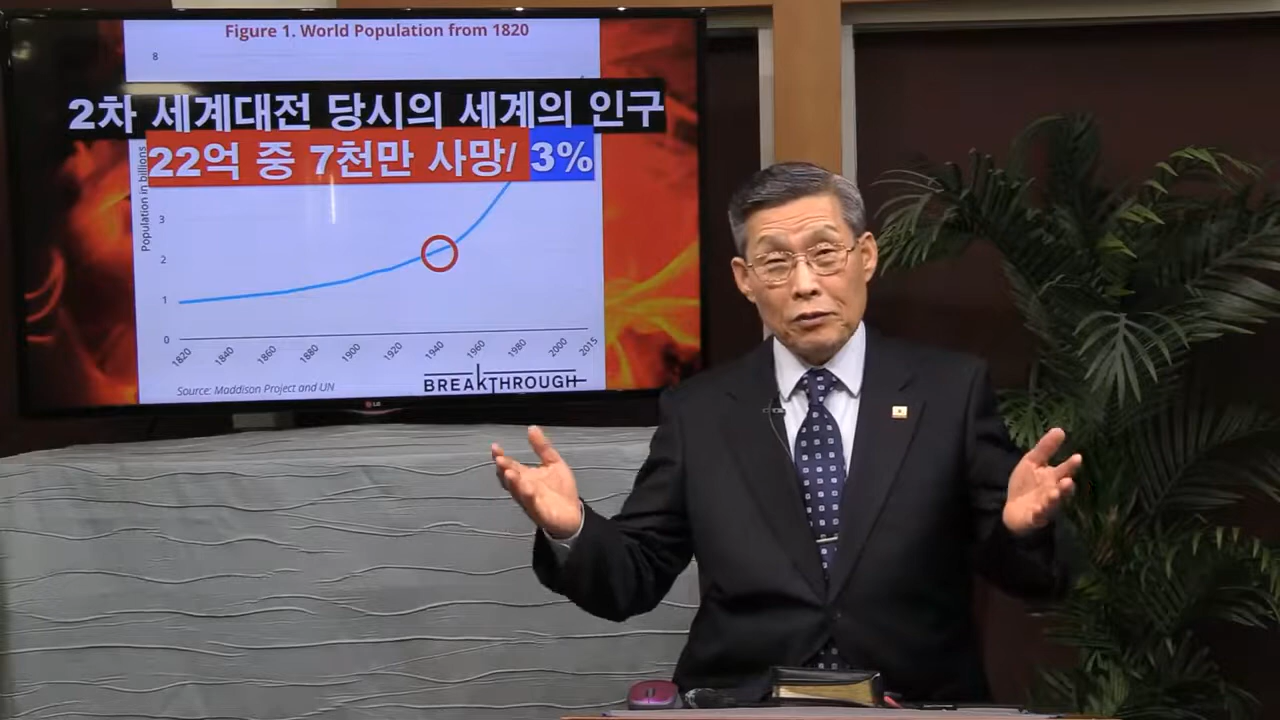 Figure 1. World Population from 1820
8
2차 세계대전 당시의 세계의 인구
22억 중 7천만 사망/ 3%
Population in billions
3
2
1
0
1820
1840
1860
1880
1900
1920
1940
1960
1980
2000
2015
Source: Maddison Project and UN
BREAKTHROUGH
LG